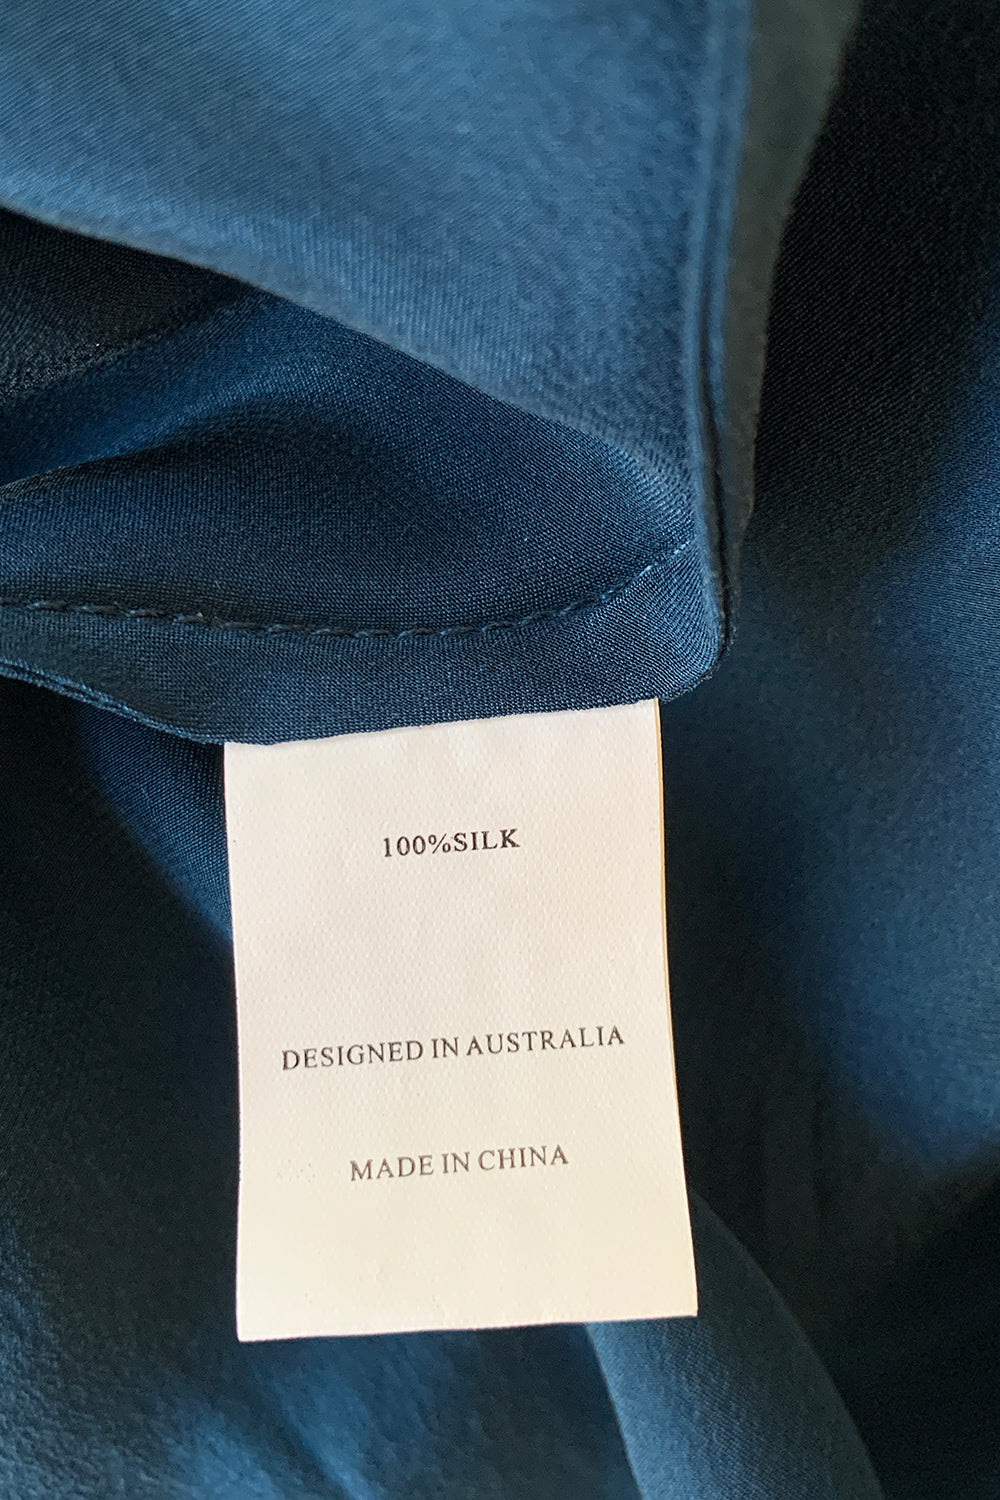 100%SILK
DESIGNED IN AUSTRALIA
MADE IN CHINA